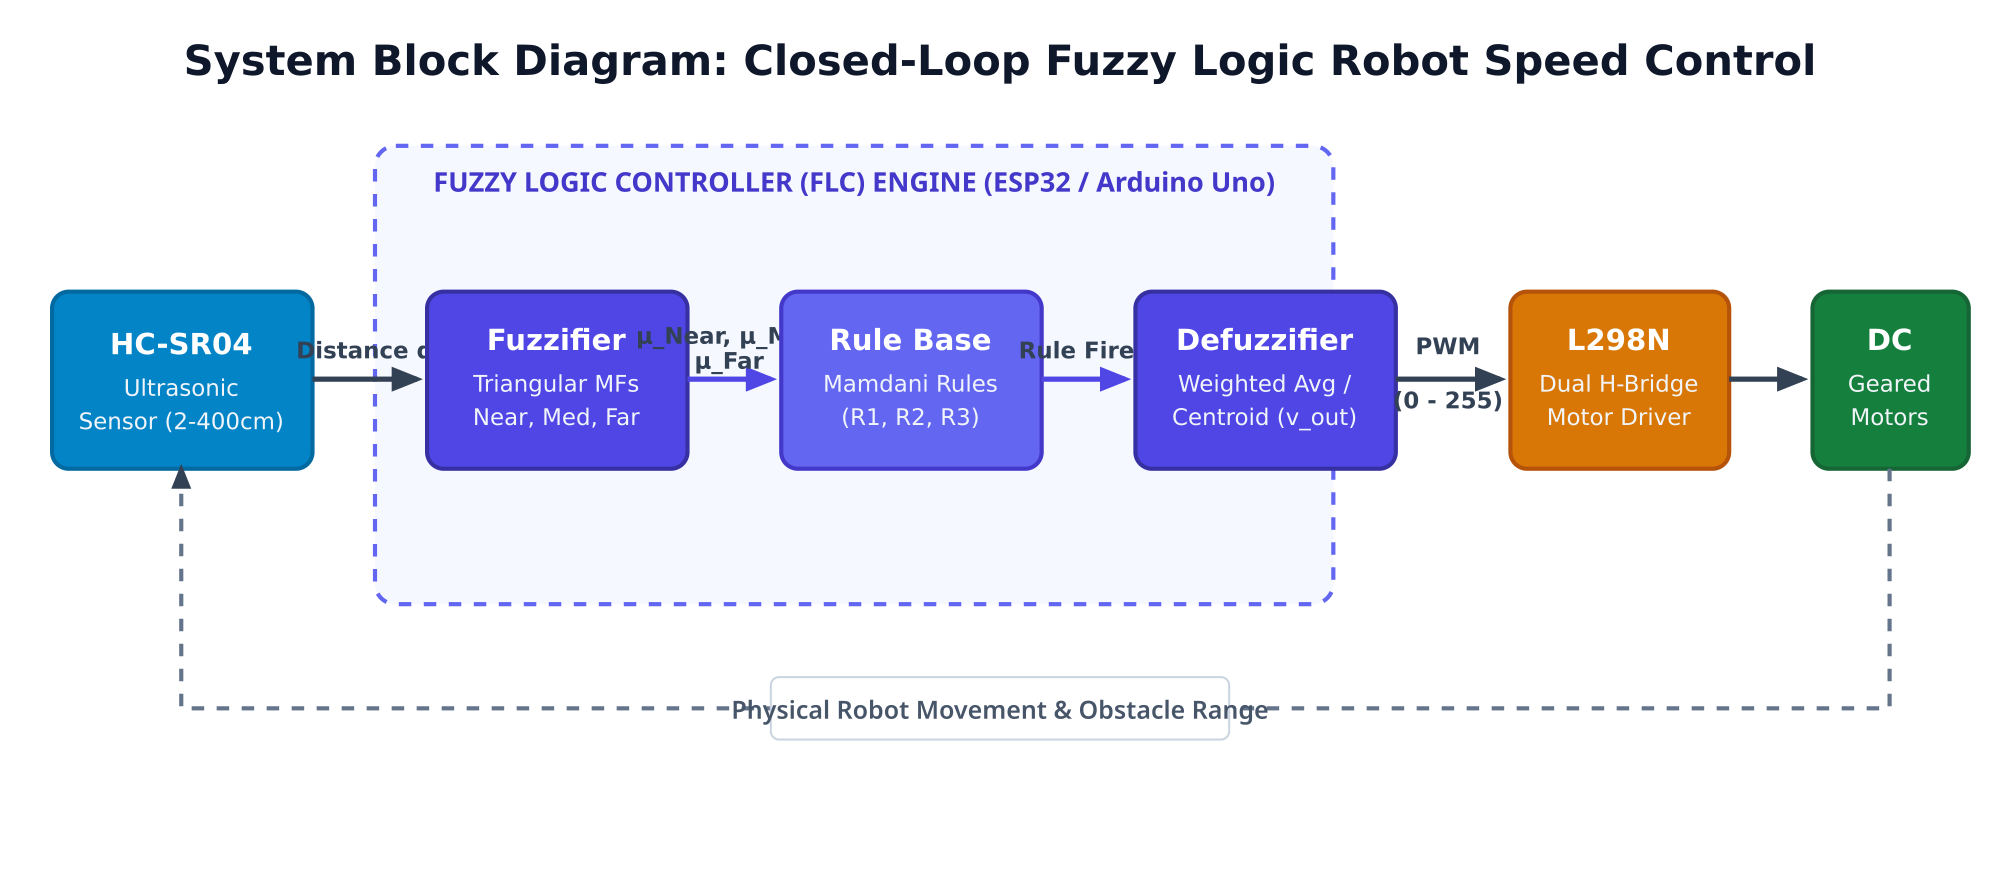 System Block Diagram: Closed-Loop Fuzzy Logic Robot Speed Control
FUZZY LOGIC CONTROLLER (FLC) ENGINE (ESP32 / Arduino Uno)
HC-SR04
Ultrasonic
Sensor (2-400cm)
Distance
Fuzzifier
Triangular MFs
Near, Med, Far
μ_Near,
μ_Far
Rule Base
Mamdani Rules
(R1, R2, R3)
Rule Fire
Defuzzifier
Weighted Avg /
Centroid (v_out)
PWM
(0 - 255)
L298N
Dual H-Bridge
Motor Driver
DC
Geared
Motors
Physical Robot Movement & Obstacle Range